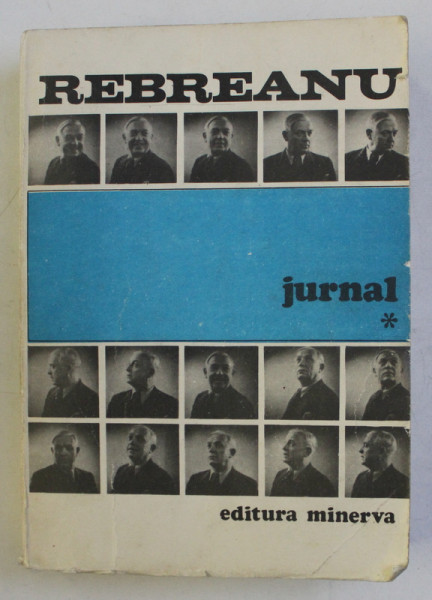 REBREANU
jurnal
*
editura minerva